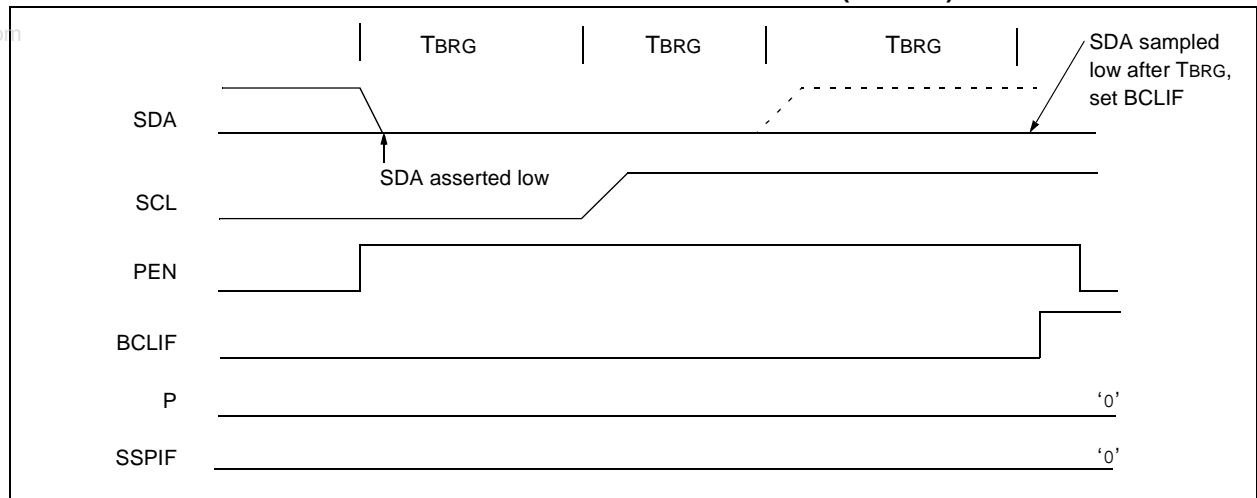 om
TBRG TBRG TBRG
SDA sampled
low after TBRG,
set BCLIF
SDA
SDA asserted low
SCL
PEN
BCLIF
P ‘0’
SSPIF ‘0’